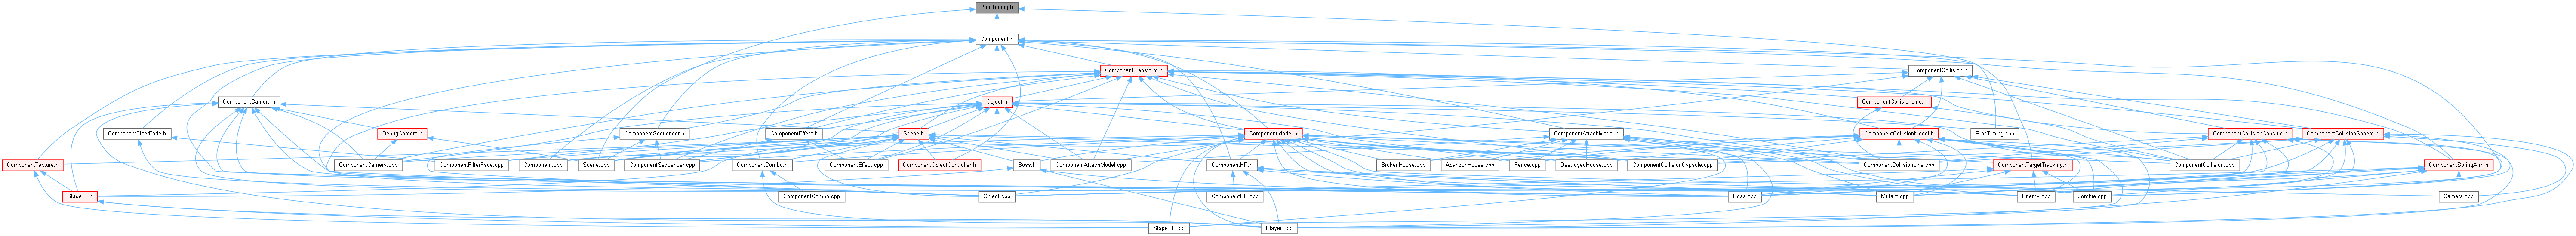 ProcTiming.h
Component.h
ComponentTransform.h
ComponentCollision.h
ComponentCamera.h
Object.h
ComponentCollisionLine.h
ComponentFilterFade.h
DebugCamera.h
ComponentSequencer.h
ComponentEffect.h
Scene.h
ComponentModel.h
ComponentAttachModel.h
ComponentCollisionModel.h
ProcTiming.cpp
ComponentCollisionCapsule.h
ComponentCollisionSphere.h
ComponentTexture.h
ComponentCamera.cpp
ComponentFilterFade.cpp
Component.cpp
Scene.cpp
ComponentSequencer.cpp
ComponentCombo.h
ComponentEffect.cpp
ComponentObjectController.h
Boss.h
ComponentAttachModel.cpp
ComponentHP.h
BrokenHouse.cpp
AbandonHouse.cpp
Fence.cpp
DestroyedHouse.cpp
ComponentCollisionCapsule.cpp
ComponentCollisionLine.cpp
ComponentTargetTracking.h
ComponentCollision.cpp
ComponentSpringArm.h
Stage01.h
ComponentCombo.cpp
Object.cpp
ComponentHP.cpp
Boss.cpp
Mutant.cpp
Enemy.cpp
Zombie.cpp
Camera.cpp
Stage01.cpp
Player.cpp